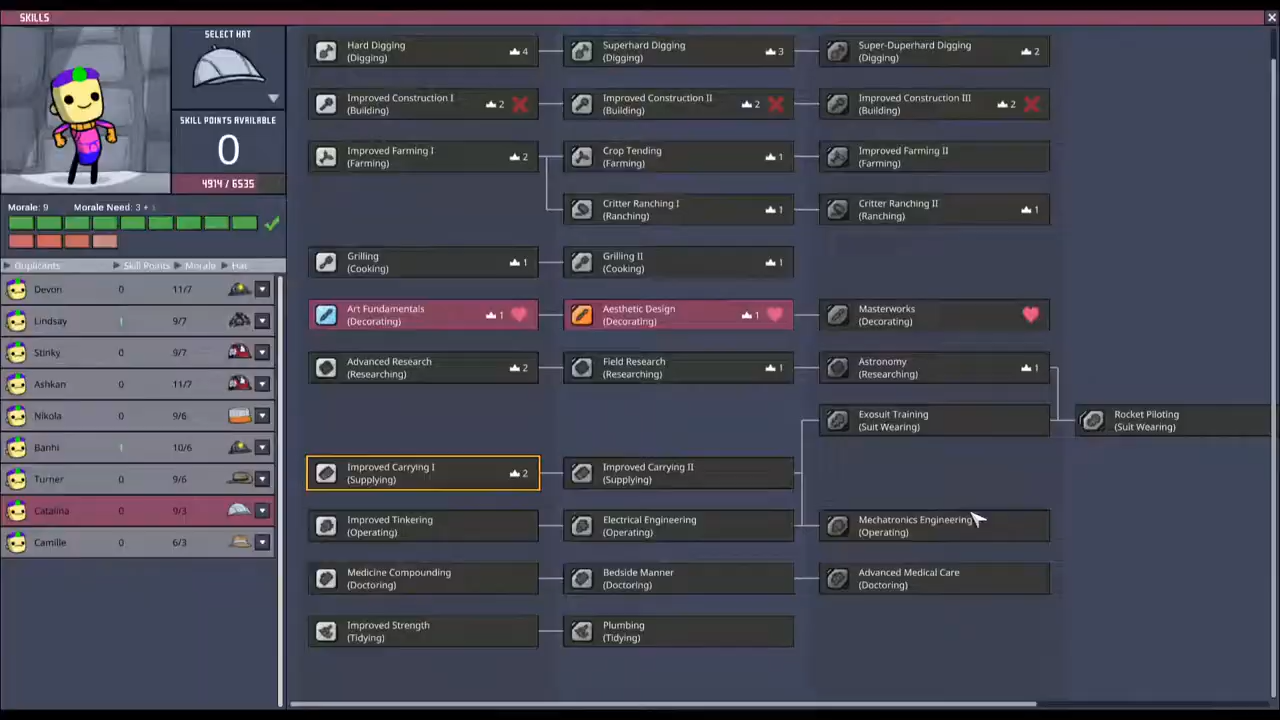 SKILLS
SELECT HAT
SKILL POINTS AVAILABLE
0
4914 / 6535
Morale: 9 Morale Need: 3 +
Duplicants Skill Points Morale Hat
Devon 0 11/7
Lindsay 1 9/7
Stinky 0 9/7
Ashkan 0 11/7
Nikola 0 9/6
Banhi 1 10/6
Turner 0 9/6
Catalina 0 9/3
Camille 0 6/3
Hard Digging 4 Superhard Digging 3 Super-Duperhard Digging 2
(Digging) (Digging) (Digging)
Improved Construction I 2 Improved Construction II 2 Improved Construction III 2
(Building) (Building) (Building)
Improved Farming I 2 Crop Tending 1 Improved Farming II
(Farming) (Farming) (Farming)
Critter Ranching I 1 Critter Ranching II 1
(Ranching) (Ranching)
Grilling 1 Grilling II 1
(Cooking) (Cooking)
Art Fundamentals 1 Aesthetic Design 1 Masterworks
(Decorating) (Decorating) (Decorating)
Advanced Research 2 Field Research 1 Astronomy 1
(Researching) (Researching) (Researching)
Exosuit Training Rocket Piloting
(Suit Wearing) (Suit Wearing)
Improved Carrying I 2 Improved Carrying II
(Supplying) (Supplying)
Improved Tinkering Electrical Engineering Mechatronics Engineering
(Operating) (Operating) (Operating)
Medicine Compounding Bedside Manner Advanced Medical Care
(Doctoring) (Doctoring) (Doctoring)
Improved Strength Plumbing
(Tidying) (Tidying)